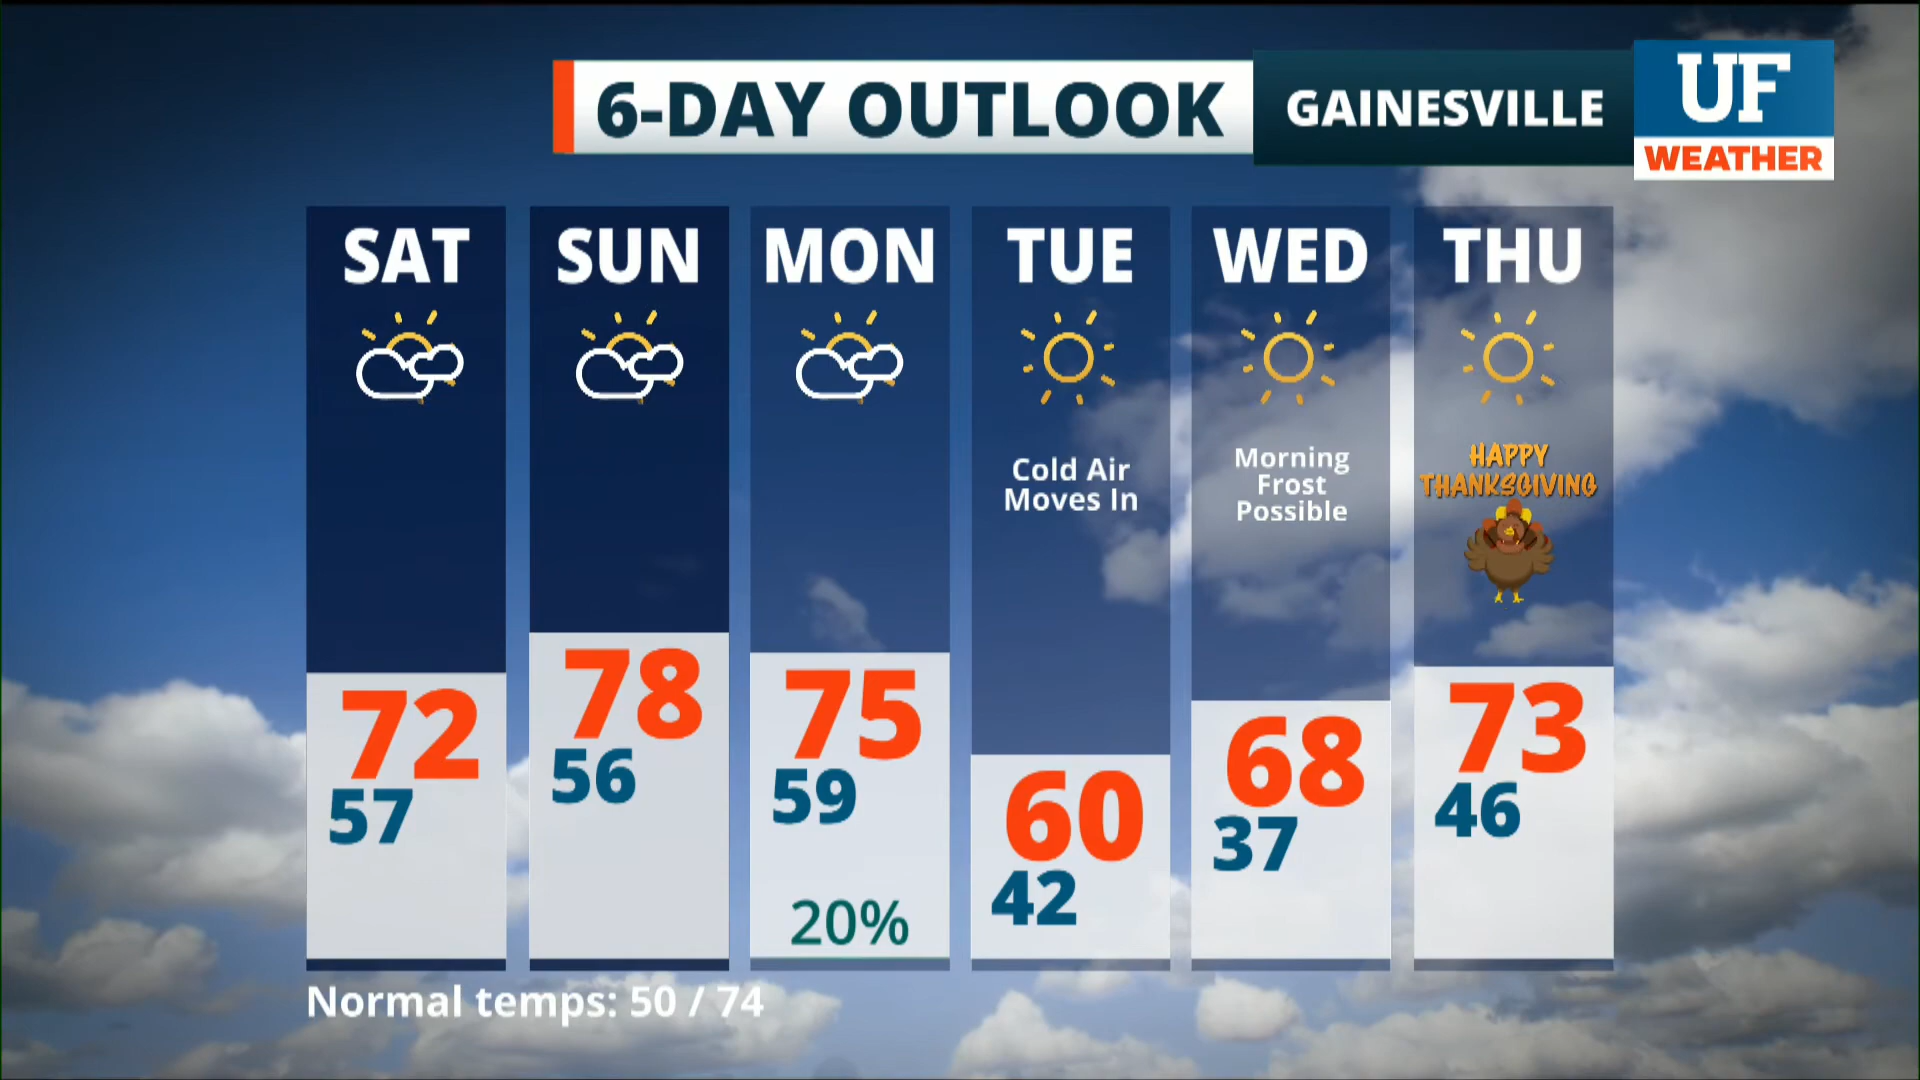 6-DAY OUTLOOK
GAINESVILLE
UF
WEATHER
SAT
SUN
MON
TUE
WED
THU
Cold Air
Moves In
Morning
Frost
Possible
HAPPY
THANKSGIVING
72
57
78
56
75
59
20%
60
42
68
37
73
46
Normal temps: 50 / 74